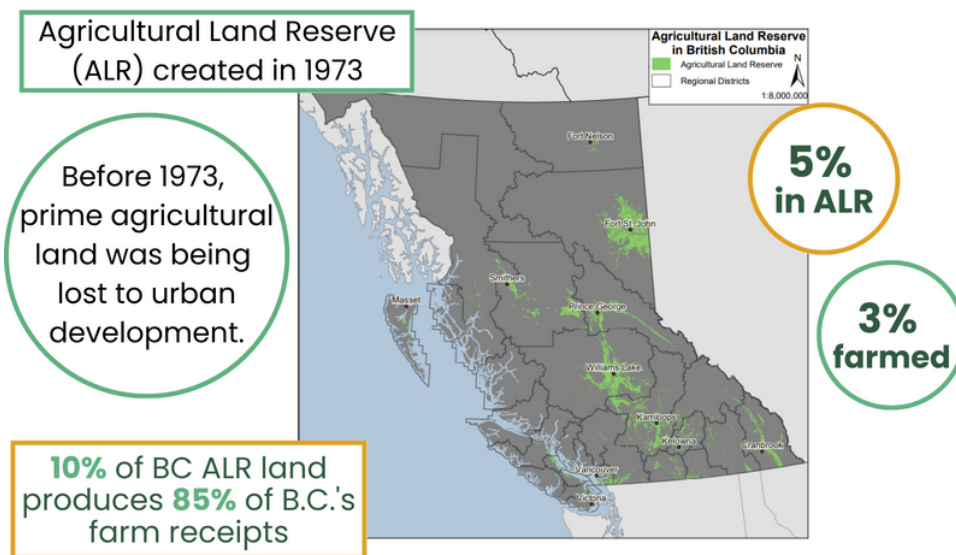 Agricultural Land Reserve
(ALR) created in 1973
Before 1973,
prime agricultural
land was being
lost to urban
development.
10% of BC ALR land
produces 85% of B.C.'s
farm receipts
Agricultural Land Reserve
in British Columbia
Agricultural Land Reserve
Regional Districts
N
1:8,000,000
Fort Nelson
Fort St. John
Smithers
Masset
Prince George
Williams Lake
Kamloops
Kelowna
Cranbrook
Vancouver
Victoria
5%
in ALR
3%
farmed